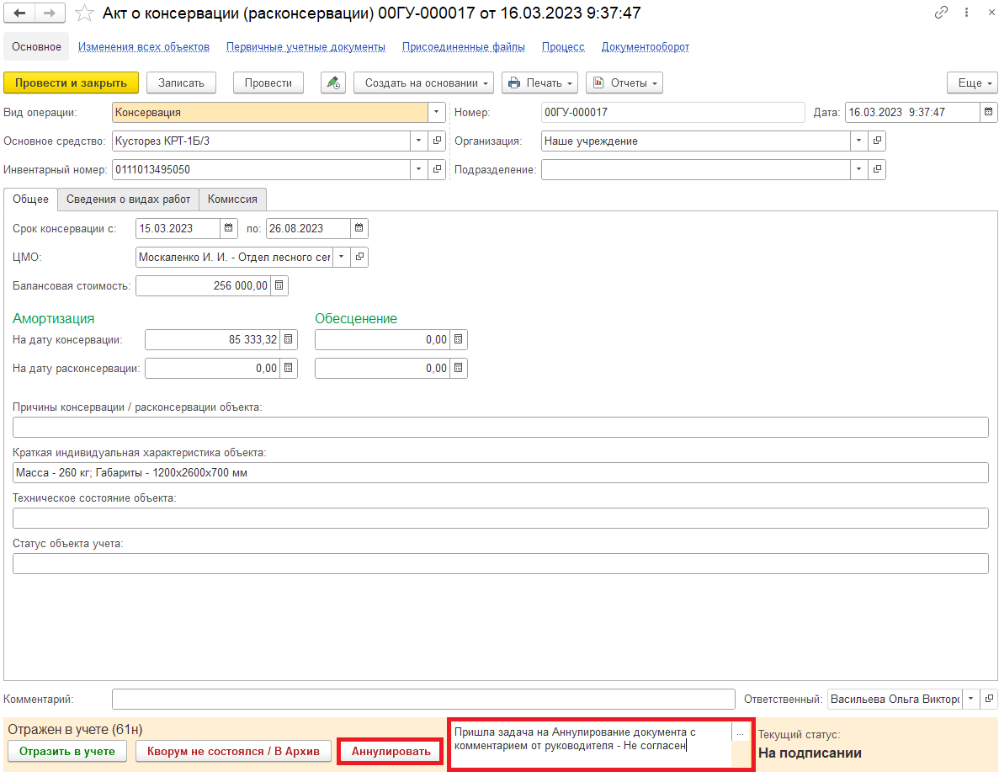 Акт о консервации (расконсервации) 00ГУ-000017 от 16.03.2023 9:37:47
Основное Изменения всех объектов Первичные учетные документы Присоединенные файлы Процесс Документооборот
Провести и закрыть Записать Провести Создать на основании Печать Отчеты Еще
Вид операции: Консервация Номер: 00ГУ-000017 Дата: 16.03.2023 9:37:47
Основное средство: Кусторез КРТ-1Б/3 Организация: Наше учреждение
Инвентарный номер: 0111013495050 Подразделение:
Общее Сведения о видах работ Комиссия
Срок консервации с: 15.03.2023 по: 26.08.2023
ЦМО: Москаленко И. И. - Отдел лесного сег
Балансовая стоимость: 256 000,00
Амортизация Обесценение
На дату консервации: 85 333,32 0,00
На дату расконсервации: 0,00 0,00
Причины консервации / расконсервации объекта:
Краткая индивидуальная характеристика объекта:
Масса - 260 кг; Габариты - 1200х2600х700 мм
Техническое состояние объекта:
Статус объекта учета:
Комментарий: Ответственный: Васильева Ольга Викторо
Отражен в учете (61н)
Отразить в учете Кворум не состоялся / В Архив Аннулировать
Пришла задача на Аннулирование документа с
комментарием от руководителя - Не согласен
...
Текущий статус:
На подписании